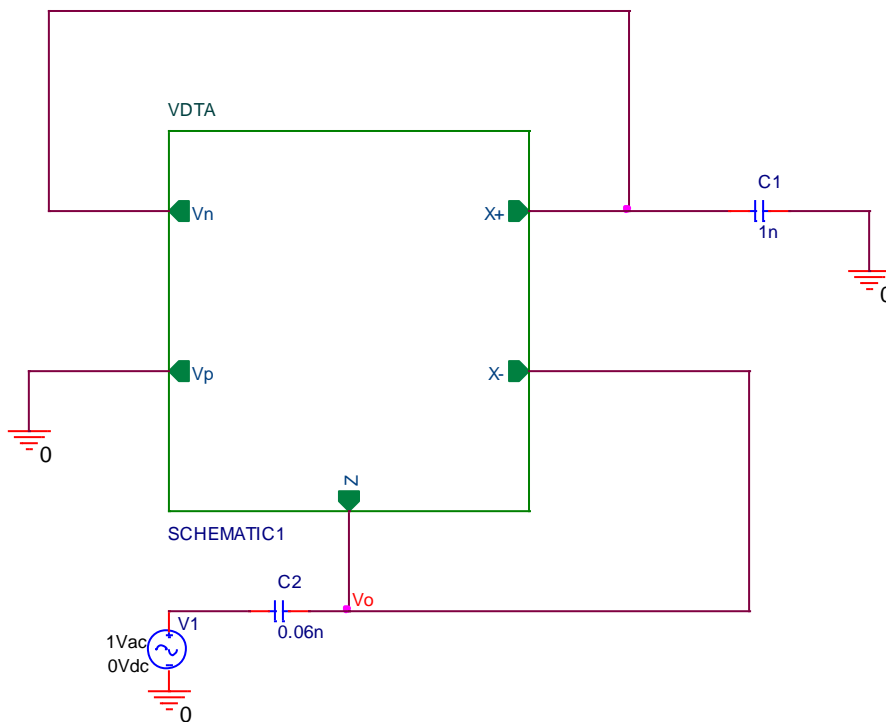 VDTA
C1
Vn
X+
1n
0
Vp
X-
0
Z
SCHEMATIC1
C2
Vo
V1
0.06n
1Vac
0Vdc
0